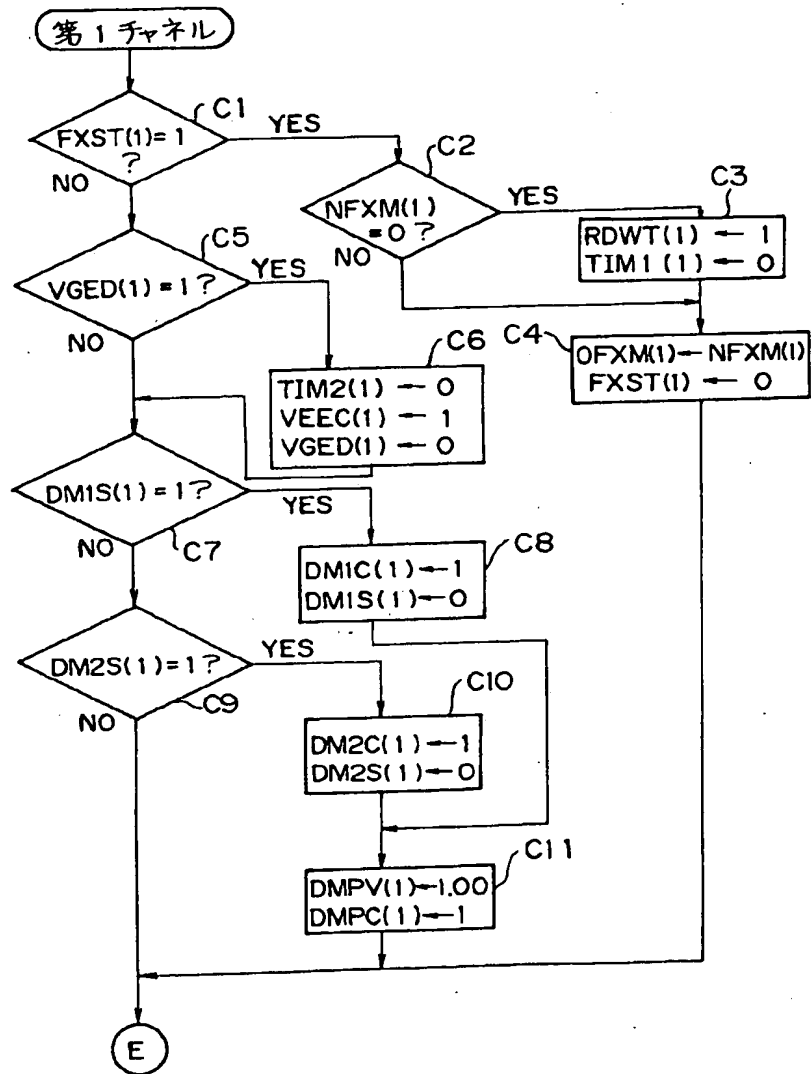 第1チャネル
C1
FXST(1)=1
?
YES
NO
C2
NFXM(1)
=0?
YES
NO
C3
RDWT(1) ← 1
TIM1(1) ← 0
C4
OFXM(1)← NFXM(1)
FXST(1) ← 0
C5
VGED(1)=1?
YES
NO
C6
TIM2(1) ← 0
VEEC(1) ← 1
VGED(1) ← 0
DM1S(1)=1?
YES
NO
C7
C8
DM1C(1)←1
DM1S(1)←0
DM2S(1)=1?
YES
NO
C9
C10
DM2C(1)←1
DM2S(1)←0
C11
DMPV(1)←1.00
DMPC(1)←1
E